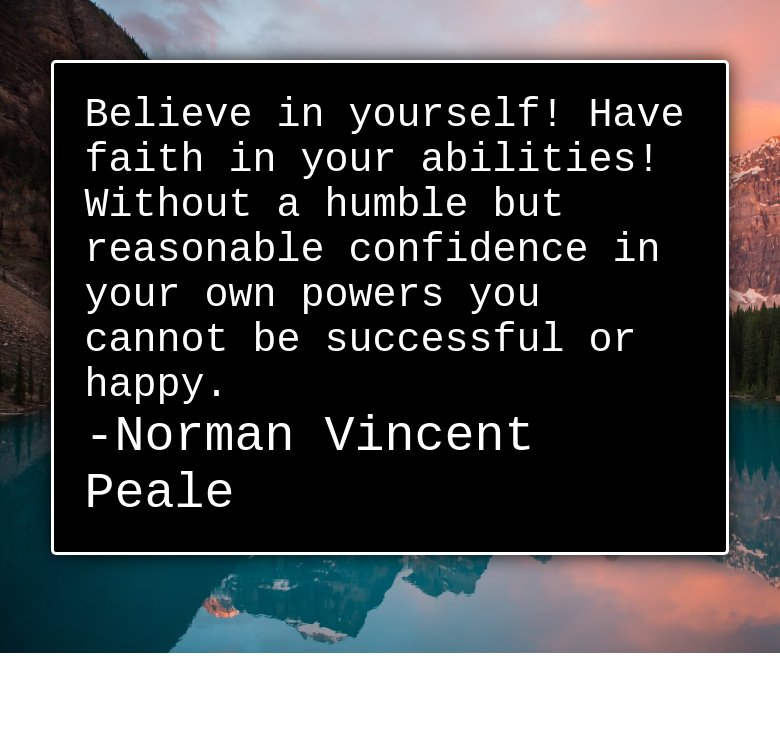 Believe in yourself! Have
faith in your abilities!
Without a humble but
reasonable confidence in
your own powers you
cannot be successful or
happy.
-Norman Vincent
Peale